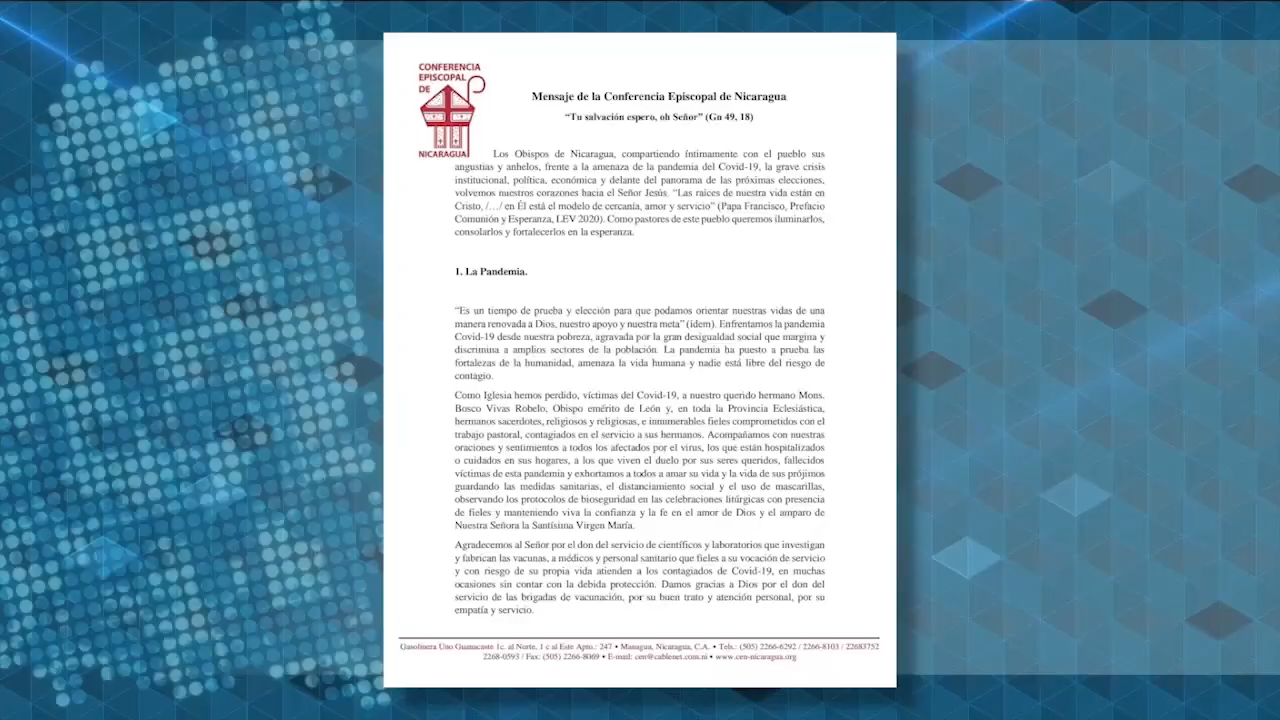 CONFERENCIA
EPISCOPAL
DE
NICARAGUA
Mensaje de la Conferencia Episcopal de Nicaragua
“Tu salvación espero, oh Señor” (Gn 49, 18)
Los Obispos de Nicaragua, compartiendo íntimamente con el pueblo sus
angustias y anhelos, frente a la amenaza de la pandemia del Covid-19, la grave crisis
institucional, política, económica y delante del panorama de las próximas elecciones,
volvemos nuestros corazones hacia el Señor Jesús. “Las raíces de nuestra vida están en
Cristo, /…/ en Él está el modelo de cercanía, amor y servicio” (Papa Francisco, Prefacio
Comunión y Esperanza, LEV 2020). Como pastores de este pueblo queremos iluminarlos,
consolarlos y fortalecerlos en la esperanza.
1. La Pandemia.
“Es un tiempo de prueba y elección para que podamos orientar nuestras vidas de una
manera renovada a Dios, nuestro apoyo y nuestra meta” (idem). Enfrentamos la pandemia
Covid-19 desde nuestra pobreza, agravada por la gran desigualdad social que margina y
discrimina a amplios sectores de la población. La pandemia ha puesto a prueba las
fortalezas de la humanidad, amenaza la vida humana y nadie está libre del riesgo de
contagio.
Como Iglesia hemos perdido, víctimas del Covid-19, a nuestro querido hermano Mons.
Bosco Vivas Robelo, Obispo emérito de León y, en toda la Provincia Eclesiástica,
hermanos sacerdotes, religiosos y religiosas, e innumerables fieles comprometidos con el
trabajo pastoral, contagiados en el servicio a sus hermanos. Acompañamos con nuestras
oraciones y sentimientos a todos los afectados por el virus, los que están hospitalizados
o cuidados en sus hogares, a los que viven el duelo por sus seres queridos, fallecidos
víctimas de esta pandemia y exhortamos a todos a amar su vida y la vida de sus prójimos
guardando las medidas sanitarias, el distanciamiento social y el uso de mascarillas,
observando los protocolos de bioseguridad en las celebraciones litúrgicas con presencia
de fieles y manteniendo viva la confianza y la fe en el amor de Dios y el amparo de
Nuestra Señora la Santísima Virgen María.
Agradecemos al Señor por el don del servicio de científicos y laboratorios que investigan
y fabrican las vacunas, a médicos y personal sanitario que fieles a su vocación de servicio
y con riesgo de su propia vida atienden a los contagiados de Covid-19, en muchas
ocasiones sin contar con la debida protección. Damos gracias a Dios por el don del
servicio de las brigadas de vacunación, por su buen trato y atención personal, por su
empatía y servicio.
Gasolinera Uno Guanacaste 1c. al Norte, 1 c al Este Apto.: 247 • Managua, Nicaragua, C.A. • Tels.: (505) 2266-6292 / 2266-8103 / 22683752
2268-0593 / Fax: (505) 2266-8069 • E-mail: cen@cablenet.com.ni • www.cen-nicaragua.org